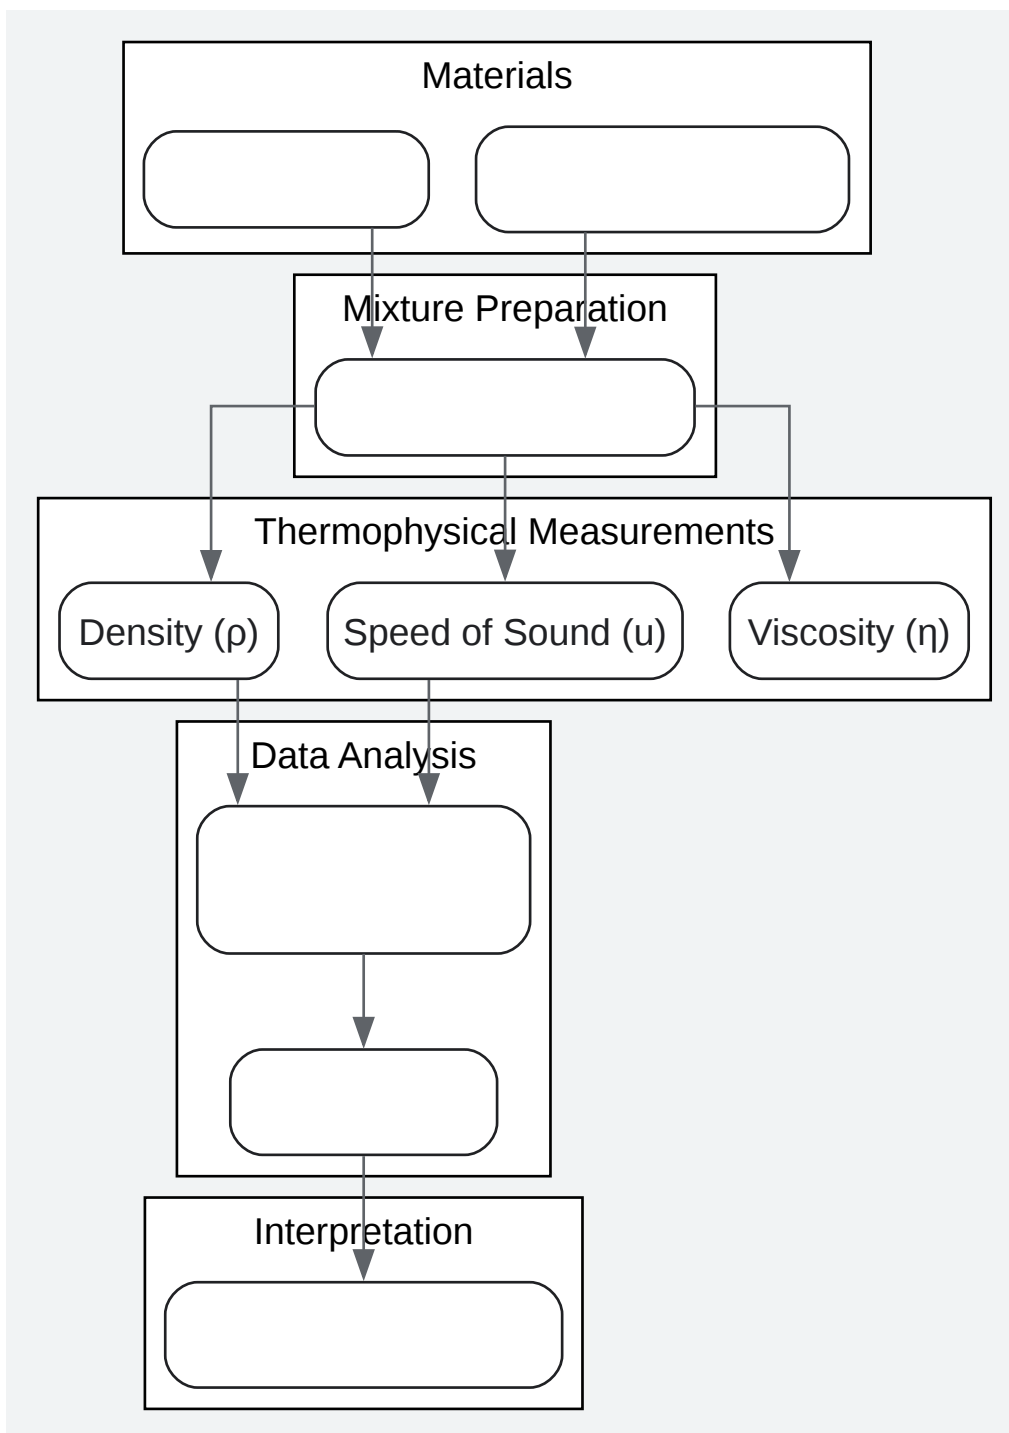 Materials
Mixture Preparation
Thermophysical Measurements
Density (ρ)
Speed of Sound (u)
Viscosity (η)
Data Analysis
Interpretation